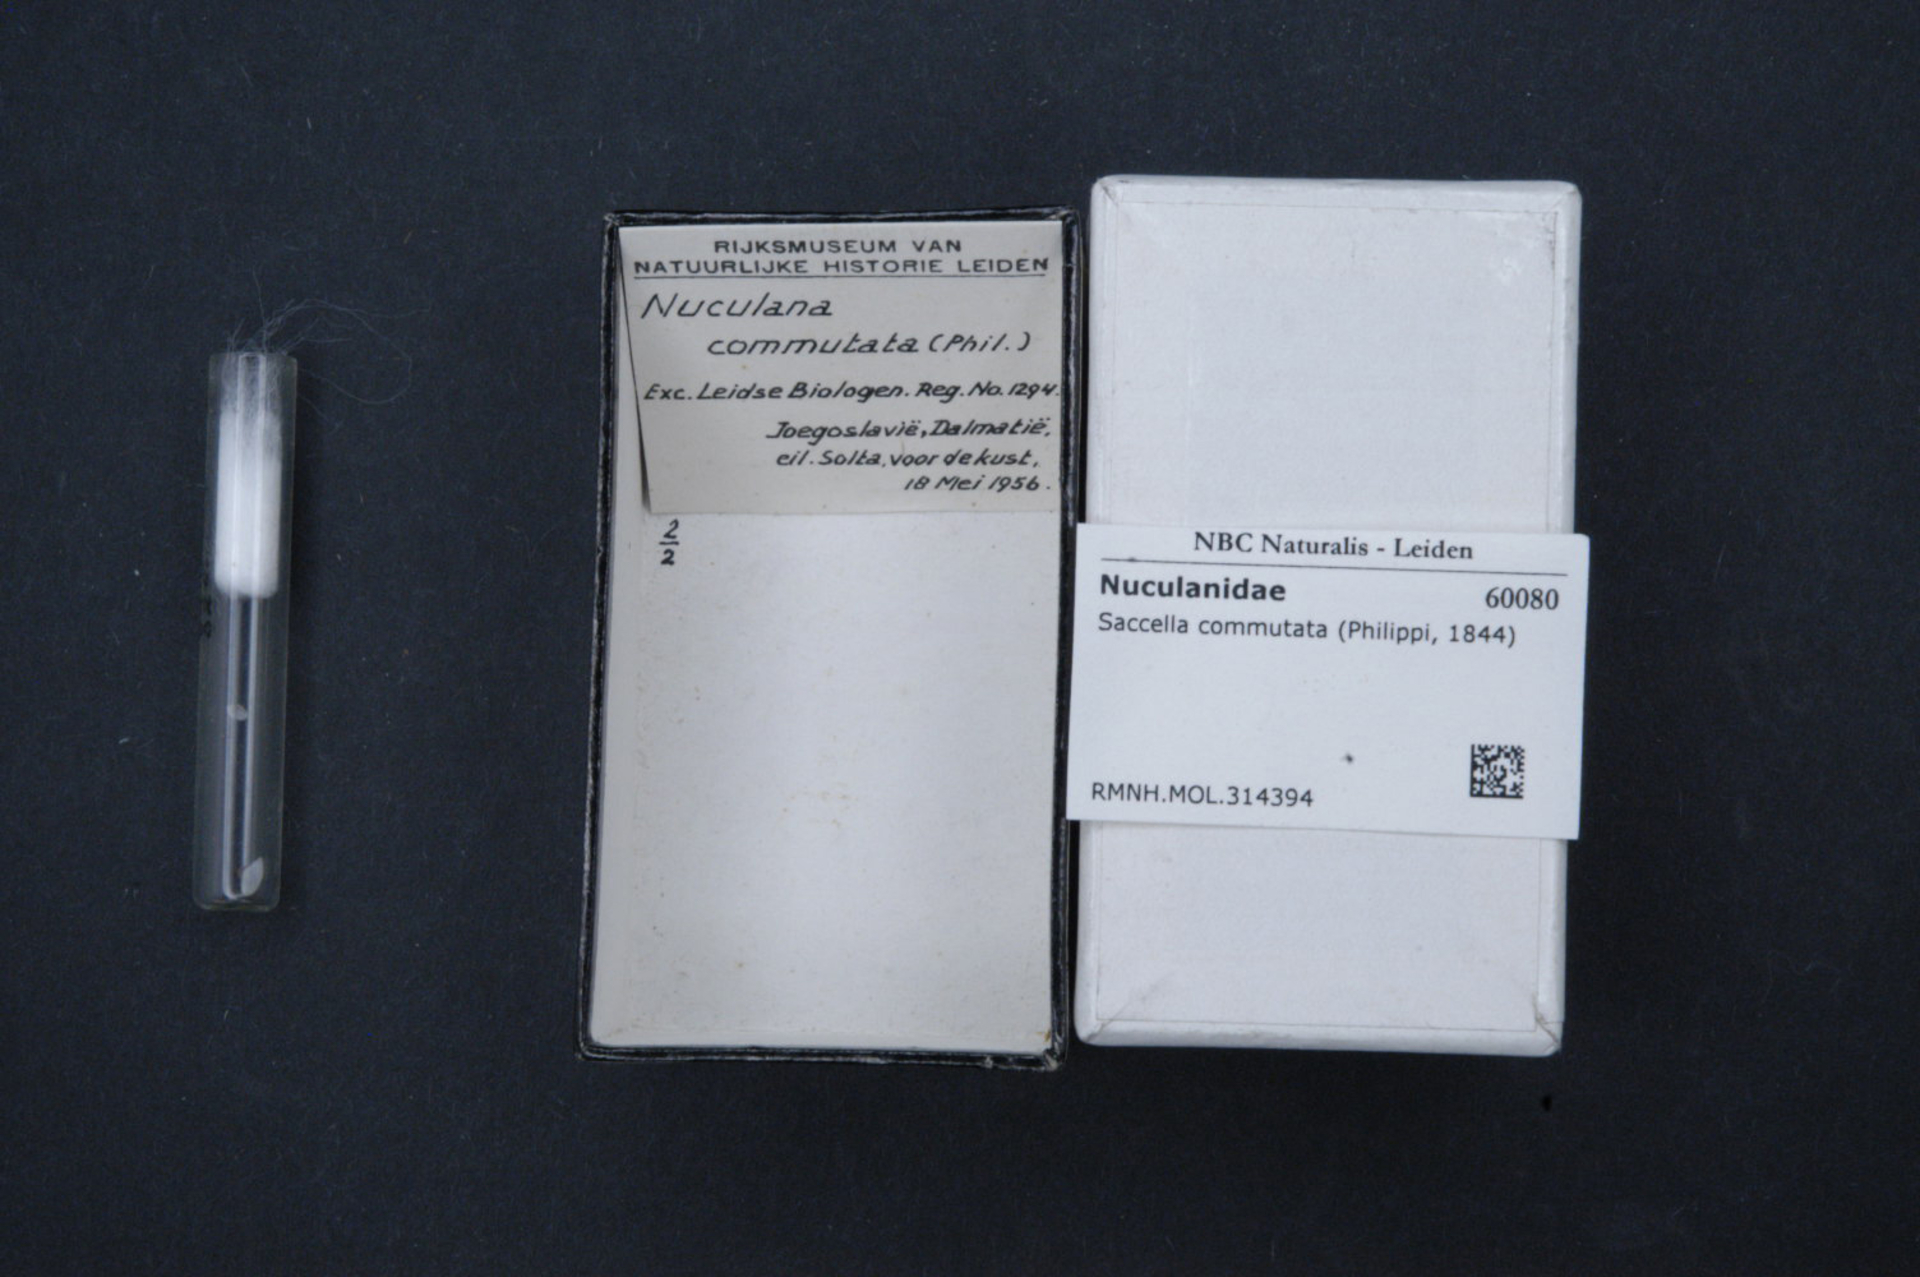 RIJKSMUSEUM VAN
NATUURLIJKE HISTORIE LEIDEN
Nuculana
commutata (Phil.)
Exc. Leidse Biologen. Reg. No. 1294.
Joegoslavië, Dalmatië,
eil. Solta, voor de kust,
18 Mei 1956.
2
2
NBC Naturalis - Leiden
Nuculanidae 60080
Saccella commutata (Philippi, 1844)
RMNH.MOL.314394